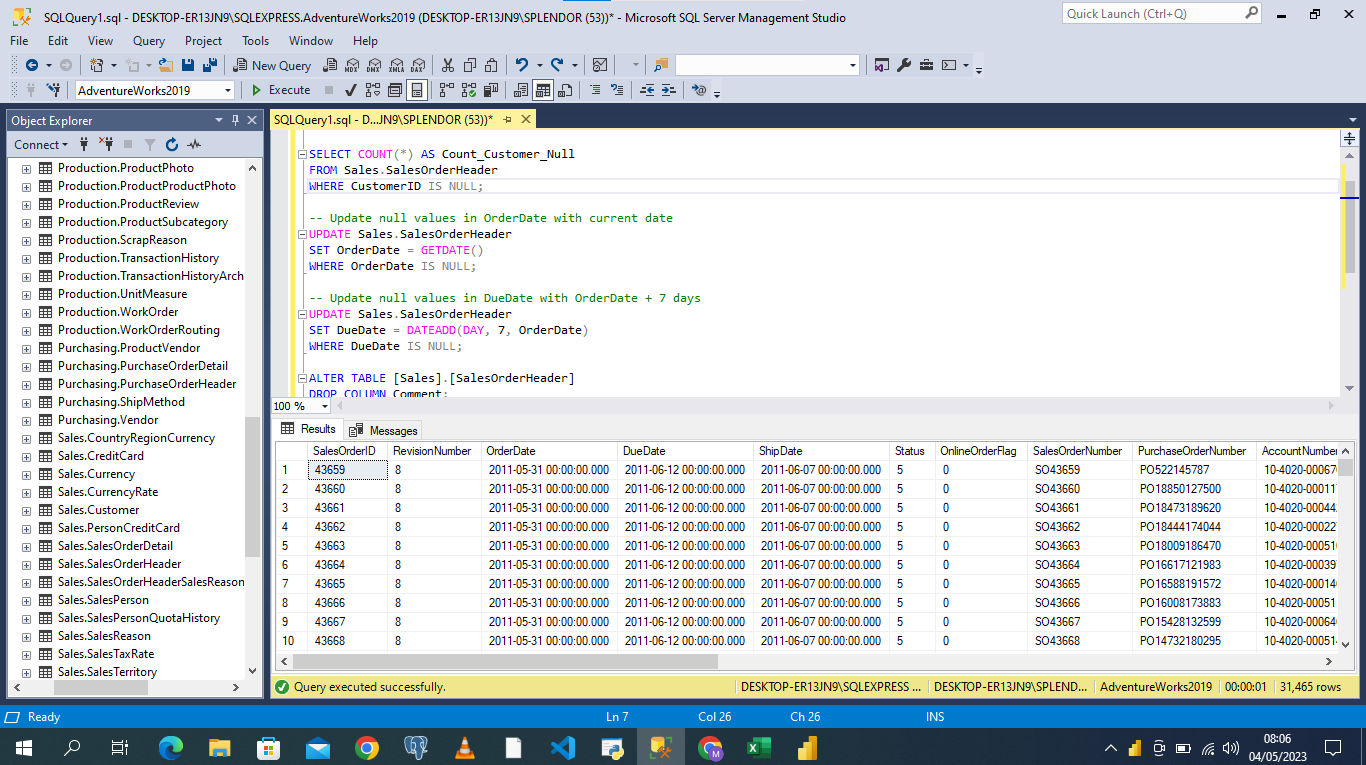 SQLQuery1.sql - DESKTOP-ER13JN9\SQLEXPRESS.AdventureWorks2019 (DESKTOP-ER13JN9\SPLENDOR (53))* - Microsoft SQL Server Management Studio
Quick Launch (Ctrl+Q)
File Edit View Query Project Tools Window Help
New Query MDX DMX XMLA DAX
AdventureWorks2019 Execute
Object Explorer
Connect
Production.ProductPhoto
Production.ProductProductPhoto
Production.ProductReview
Production.ProductSubcategory
Production.ScrapReason
Production.TransactionHistory
Production.TransactionHistoryArch
Production.UnitMeasure
Production.WorkOrder
Production.WorkOrderRouting
Purchasing.ProductVendor
Purchasing.PurchaseOrderDetail
Purchasing.PurchaseOrderHeader
Purchasing.ShipMethod
Purchasing.Vendor
Sales.CountryRegionCurrency
Sales.CreditCard
Sales.Currency
Sales.CurrencyRate
Sales.Customer
Sales.PersonCreditCard
Sales.SalesOrderDetail
Sales.SalesOrderHeader
Sales.SalesOrderHeaderSalesReason
Sales.SalesPerson
Sales.SalesPersonQuotaHistory
Sales.SalesReason
Sales.SalesTaxRate
Sales.SalesTerritory
SQLQuery1.sql - D...JN9\SPLENDOR (53))*
SELECT COUNT(*) AS Count_Customer_Null
FROM Sales.SalesOrderHeader
WHERE CustomerID IS NULL;
-- Update null values in OrderDate with current date
UPDATE Sales.SalesOrderHeader
SET OrderDate = GETDATE()
WHERE OrderDate IS NULL;
-- Update null values in DueDate with OrderDate + 7 days
UPDATE Sales.SalesOrderHeader
SET DueDate = DATEADD(DAY, 7, OrderDate)
WHERE DueDate IS NULL;
ALTER TABLE [Sales].[SalesOrderHeader]
DROP COLUMN Comment;
100 %
Results Messages
SalesOrderID RevisionNumber OrderDate DueDate ShipDate Status OnlineOrderFlag SalesOrderNumber PurchaseOrderNumber AccountNumber
1 43659 8 2011-05-31 00:00:00.000 2011-06-12 00:00:00.000 2011-06-07 00:00:00.000 5 0 SO43659 PO522145787 10-4020-00067
2 43660 8 2011-05-31 00:00:00.000 2011-06-12 00:00:00.000 2011-06-07 00:00:00.000 5 0 SO43660 PO18850127500 10-4020-00011
3 43661 8 2011-05-31 00:00:00.000 2011-06-12 00:00:00.000 2011-06-07 00:00:00.000 5 0 SO43661 PO18473189620 10-4020-00044
4 43662 8 2011-05-31 00:00:00.000 2011-06-12 00:00:00.000 2011-06-07 00:00:00.000 5 0 SO43662 PO18444174044 10-4020-00022
5 43663 8 2011-05-31 00:00:00.000 2011-06-12 00:00:00.000 2011-06-07 00:00:00.000 5 0 SO43663 PO18009186470 10-4020-00051
6 43664 8 2011-05-31 00:00:00.000 2011-06-12 00:00:00.000 2011-06-07 00:00:00.000 5 0 SO43664 PO16617121983 10-4020-00039
7 43665 8 2011-05-31 00:00:00.000 2011-06-12 00:00:00.000 2011-06-07 00:00:00.000 5 0 SO43665 PO16588191572 10-4020-00014
8 43666 8 2011-05-31 00:00:00.000 2011-06-12 00:00:00.000 2011-06-07 00:00:00.000 5 0 SO43666 PO16008173883 10-4020-00051
9 43667 8 2011-05-31 00:00:00.000 2011-06-12 00:00:00.000 2011-06-07 00:00:00.000 5 0 SO43667 PO15428132599 10-4020-00064
10 43668 8 2011-05-31 00:00:00.000 2011-06-12 00:00:00.000 2011-06-07 00:00:00.000 5 0 SO43668 PO14732180295 10-4020-00051
Query executed successfully. DESKTOP-ER13JN9\SQLEXPRESS ... DESKTOP-ER13JN9\SPLEND... AdventureWorks2019 00:00:01 31,465 rows
Ready Ln 7 Col 26 Ch 26 INS
08:06
04/05/2023